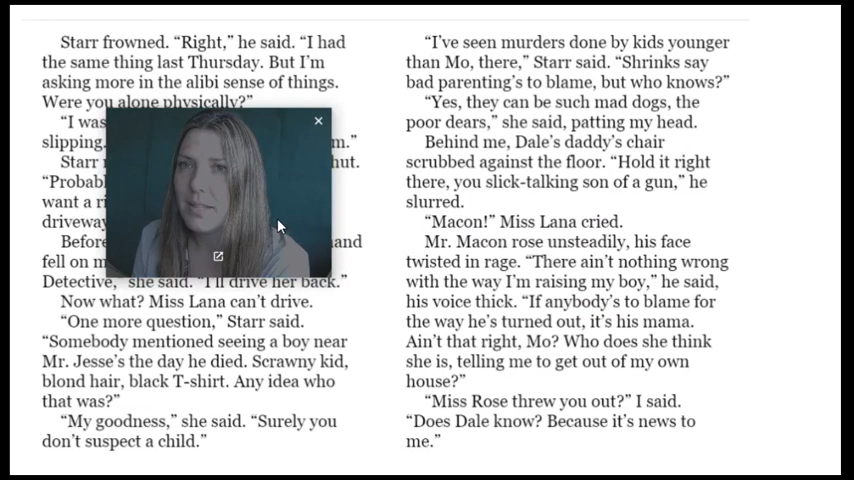 Starr frowned. “Right,” he said. “I had
the same thing last Thursday. But I’m
asking more in the alibi sense of things.
Were you alone physically?”
“I was
slipping. m.”
Starr hut.
“Probabl
want a ri
driveway
Before and
fell on m
Detective,” she said. “I’ll drive her back.”
Now what? Miss Lana can’t drive.
“One more question,” Starr said.
“Somebody mentioned seeing a boy near
Mr. Jesse’s the day he died. Scrawny kid,
blond hair, black T-shirt. Any idea who
that was?”
“My goodness,” she said. “Surely you
don’t suspect a child.”
“I’ve seen murders done by kids younger
than Mo, there,” Starr said. “Shrinks say
bad parenting’s to blame, but who knows?”
“Yes, they can be such mad dogs, the
poor dears,” she said, patting my head.
Behind me, Dale’s daddy’s chair
scrubbed against the floor. “Hold it right
there, you slick-talking son of a gun,” he
slurred.
“Macon!” Miss Lana cried.
Mr. Macon rose unsteadily, his face
twisted in rage. “There ain’t nothing wrong
with the way I’m raising my boy,” he said,
his voice thick. “If anybody’s to blame for
the way he’s turned out, it’s his mama.
Ain’t that right, Mo? Who does she think
she is, telling me to get out of my own
house?”
“Miss Rose threw you out?” I said.
“Does Dale know? Because it’s news to
me.”